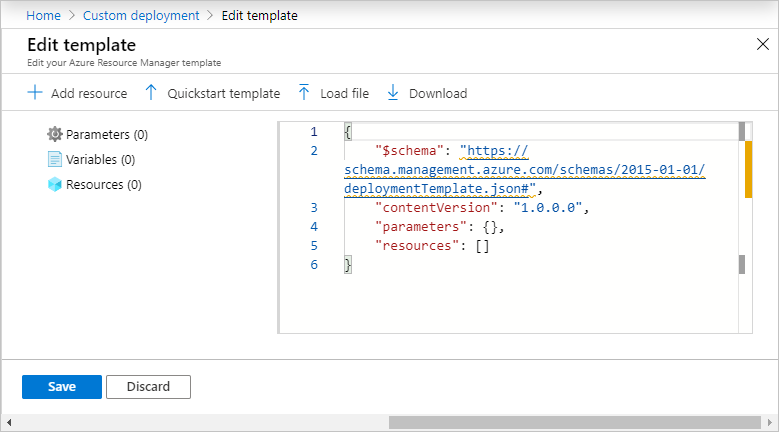 Home > Custom deployment > Edit template
Edit template
Edit your Azure Resource Manager template
Add resource Quickstart template Load file Download
Parameters (0)
Variables (0)
Resources (0)
1 {
2 "$schema": "https://
schema.management.azure.com/schemas/2015-01-01/
deploymentTemplate.json#",
3 "contentVersion": "1.0.0.0",
4 "parameters": {},
5 "resources": []
6 }
Save Discard